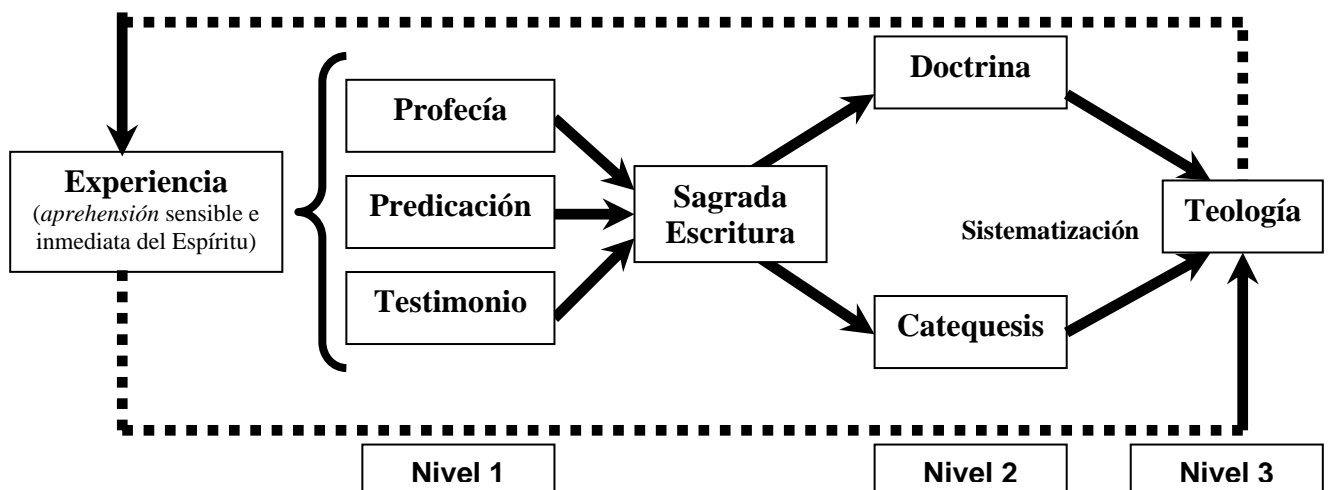 Experiencia
(aprehensión sensible e
inmediata del Espíritu)
Profecía
Predicación
Testimonio
Sagrada
Escritura
Doctrina
Catequesis
Sistematización
Teología
Nivel 1
Nivel 2
Nivel 3